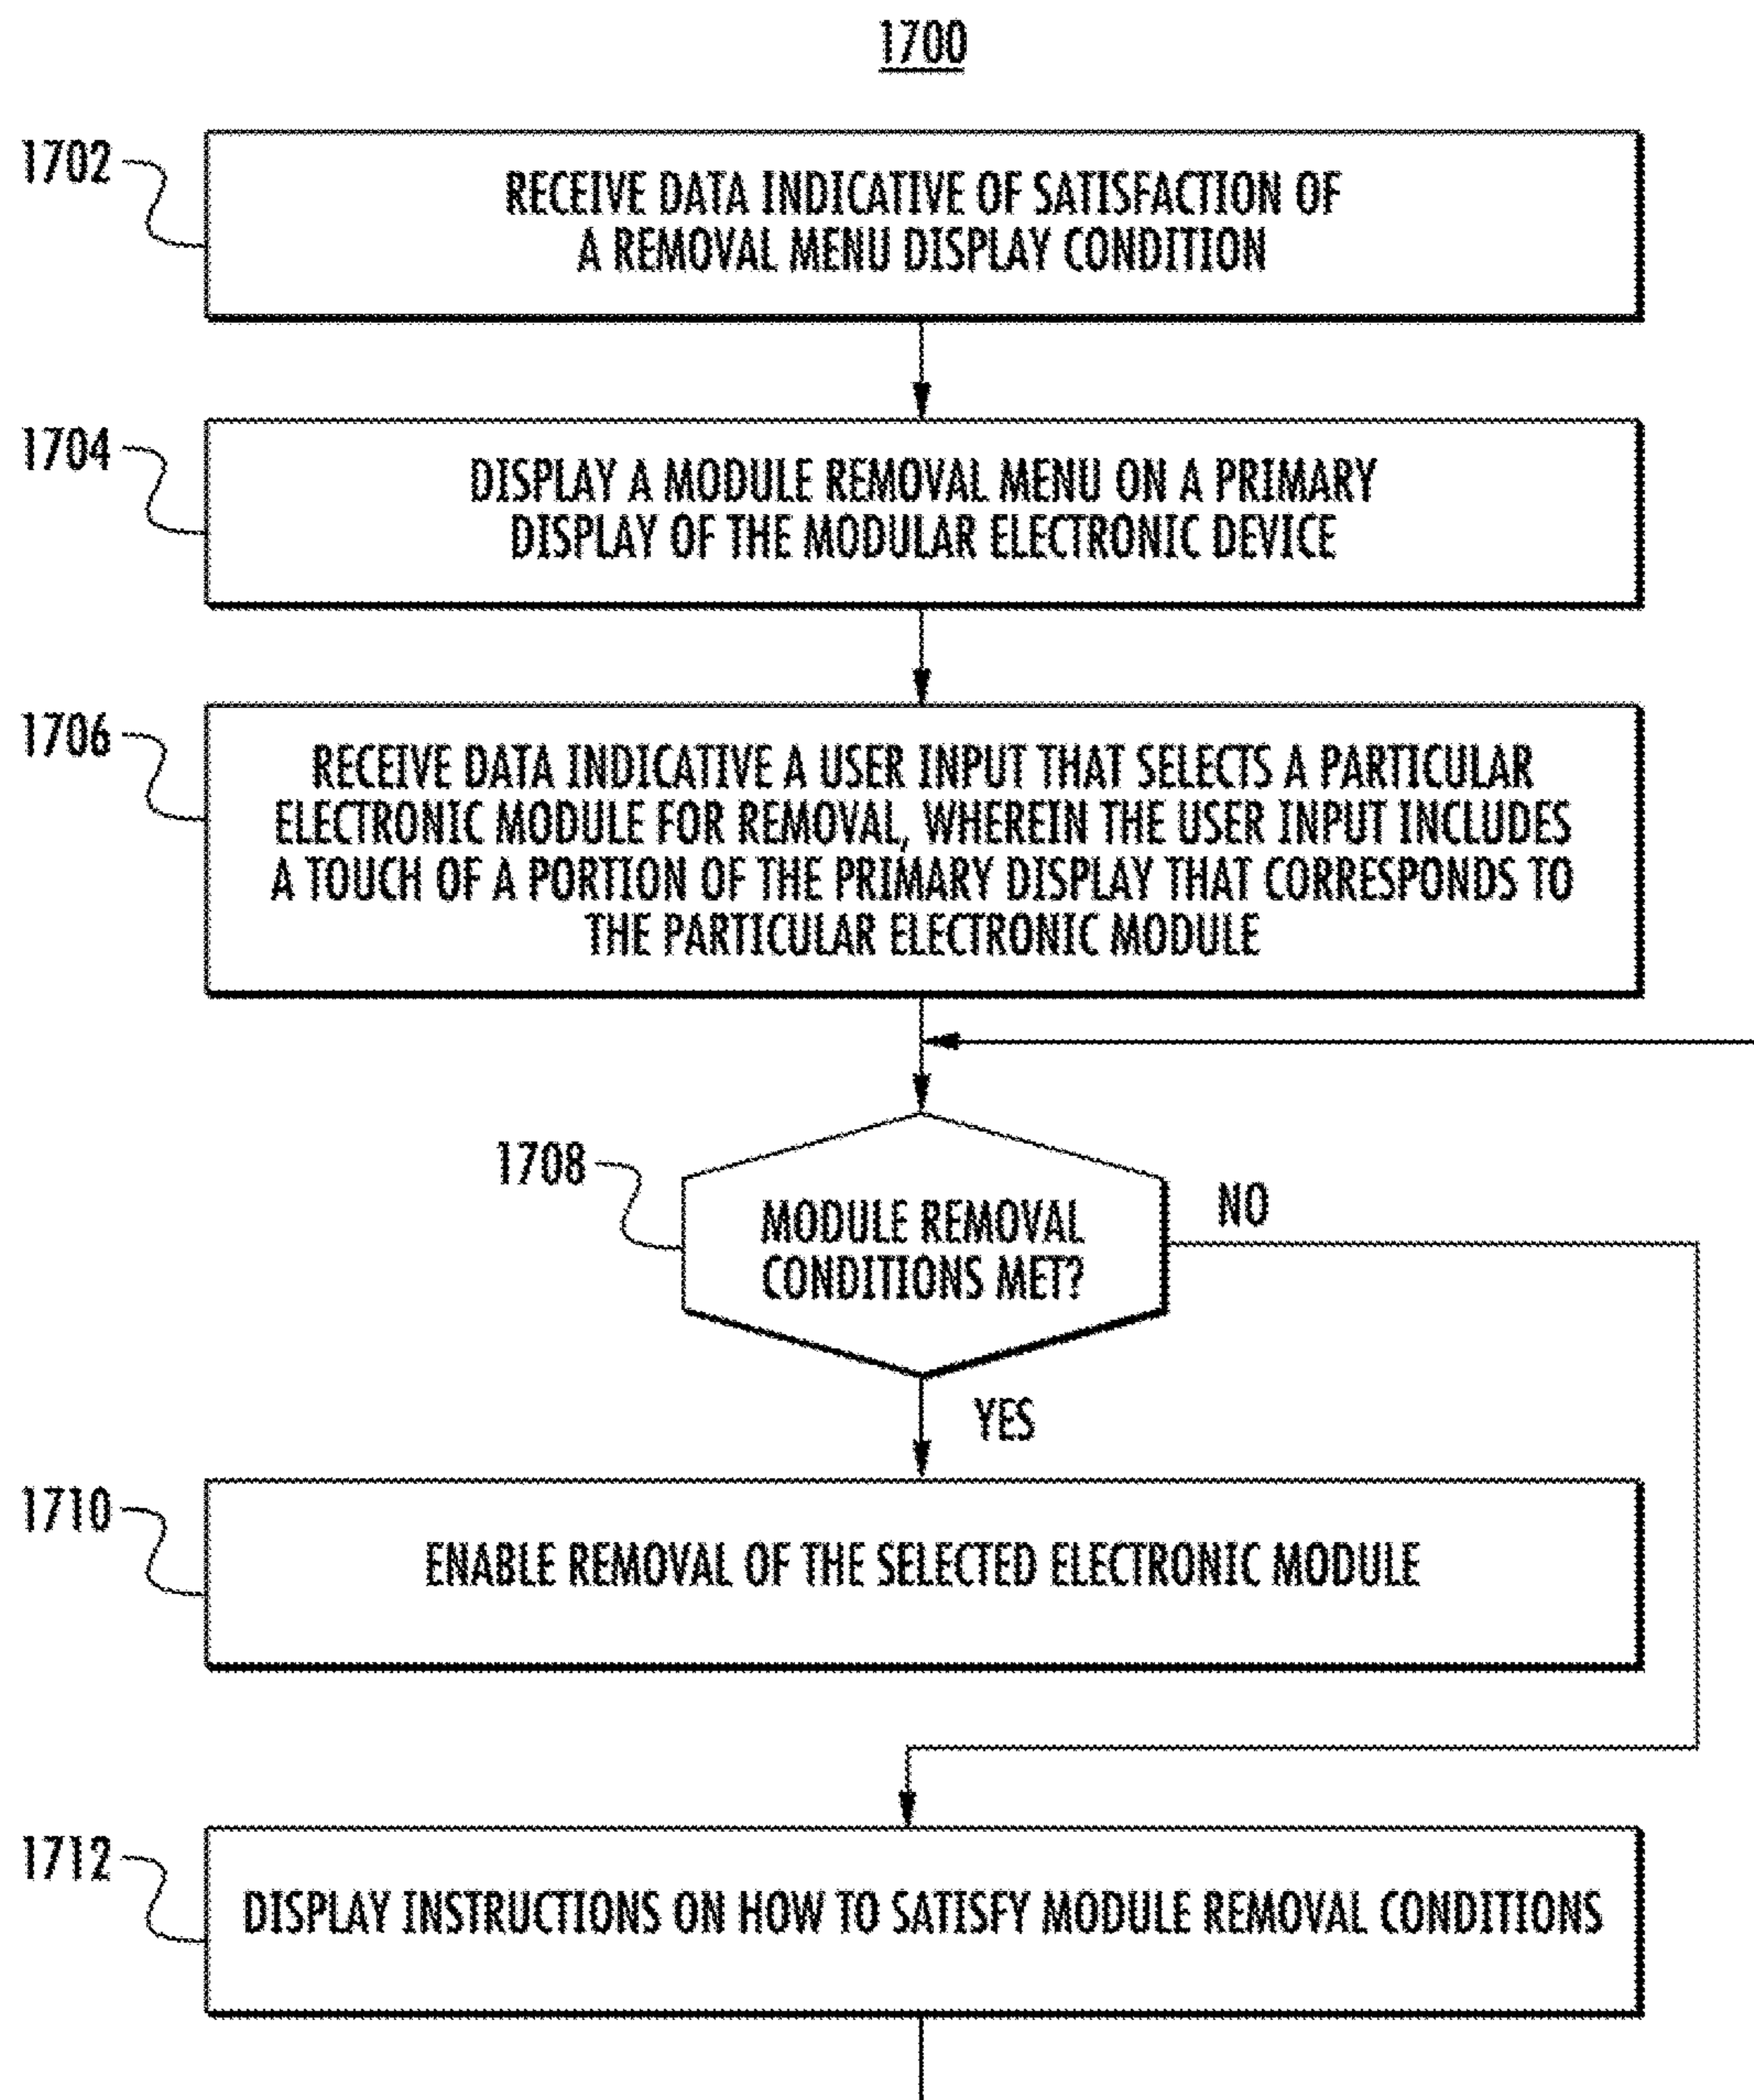 1700
1702
RECEIVE DATA INDICATIVE OF SATISFACTION OF
A REMOVAL MENU DISPLAY CONDITION
1704
DISPLAY A MODULE REMOVAL MENU ON A PRIMARY
DISPLAY OF THE MODULAR ELECTRONIC DEVICE
1706
RECEIVE DATA INDICATIVE A USER INPUT THAT SELECTS A PARTICULAR
ELECTRONIC MODULE FOR REMOVAL, WHEREIN THE USER INPUT INCLUDES
A TOUCH OF A PORTION OF THE PRIMARY DISPLAY THAT CORRESPONDS TO
THE PARTICULAR ELECTRONIC MODULE
1708
MODULE REMOVAL
CONDITIONS MET?
NO
YES
1710
ENABLE REMOVAL OF THE SELECTED ELECTRONIC MODULE
1712
DISPLAY INSTRUCTIONS ON HOW TO SATISFY MODULE REMOVAL CONDITIONS